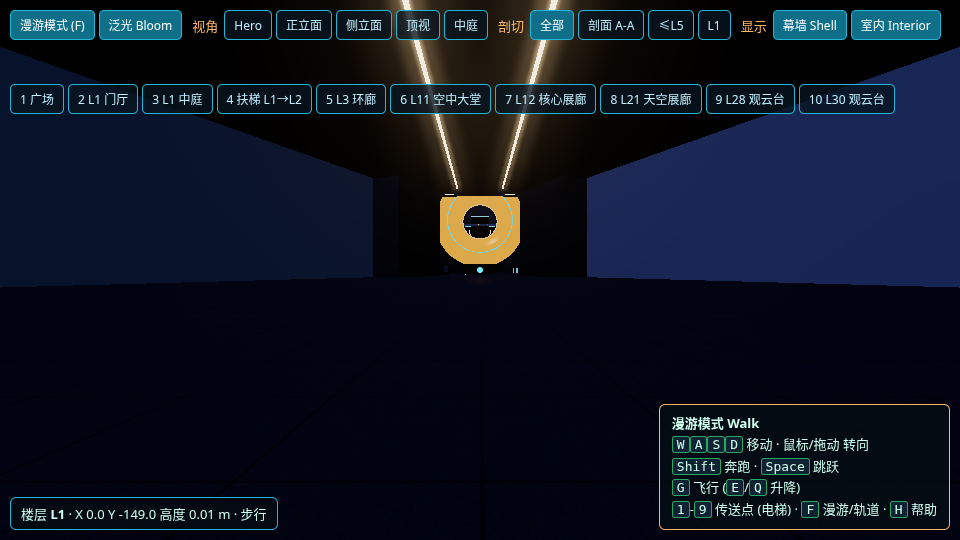 漫游模式 (F) 泛光 Bloom 视角 Hero 正立面 侧立面 顶视 中庭 剖切 全部 剖面 A-A ≤L5 L1 显示 幕墙 Shell 室内 Interior
1 广场 2 L1 门厅 3 L1 中庭 4 扶梯 L1→L2 5 L3 环廊 6 L11 空中大堂 7 L12 核心展廊 8 L21 天空展廊 9 L28 观云台 10 L30 观云台
漫游模式 Walk
W A S D 移动 · 鼠标/拖动 转向
Shift 奔跑 · Space 跳跃
G 飞行 (E/Q 升降)
1-9 传送点 (电梯) · F 漫游/轨道 · H 帮助
楼层 L1 · X 0.0 Y -149.0 高度 0.01 m · 步行